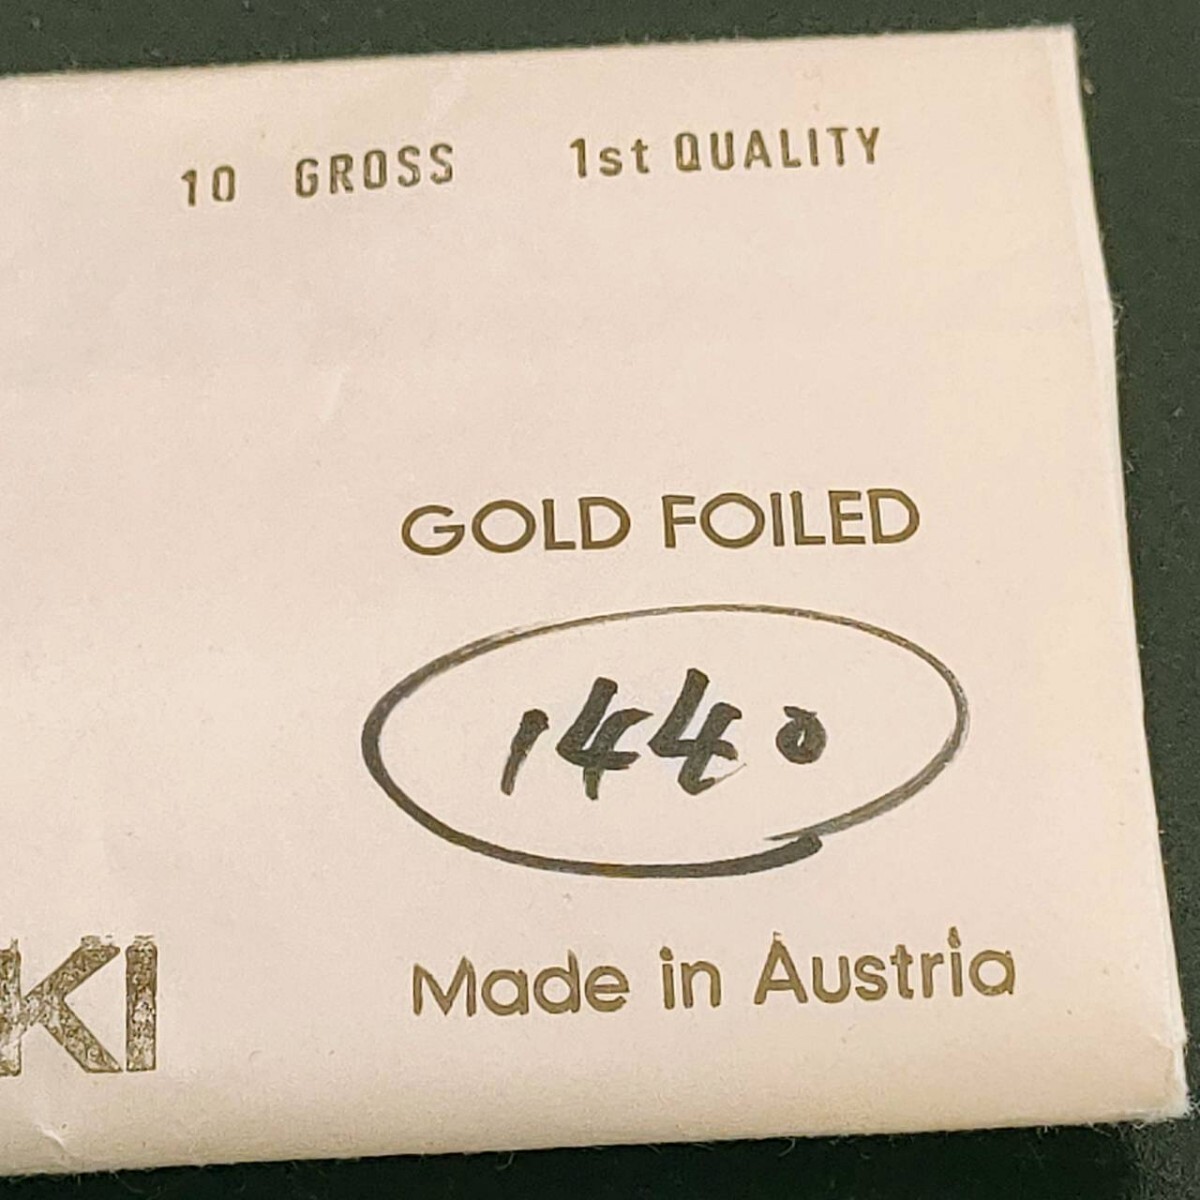 10 GROSS 1st QUALITY
GOLD FOILED
1440
KI
Made in Austria